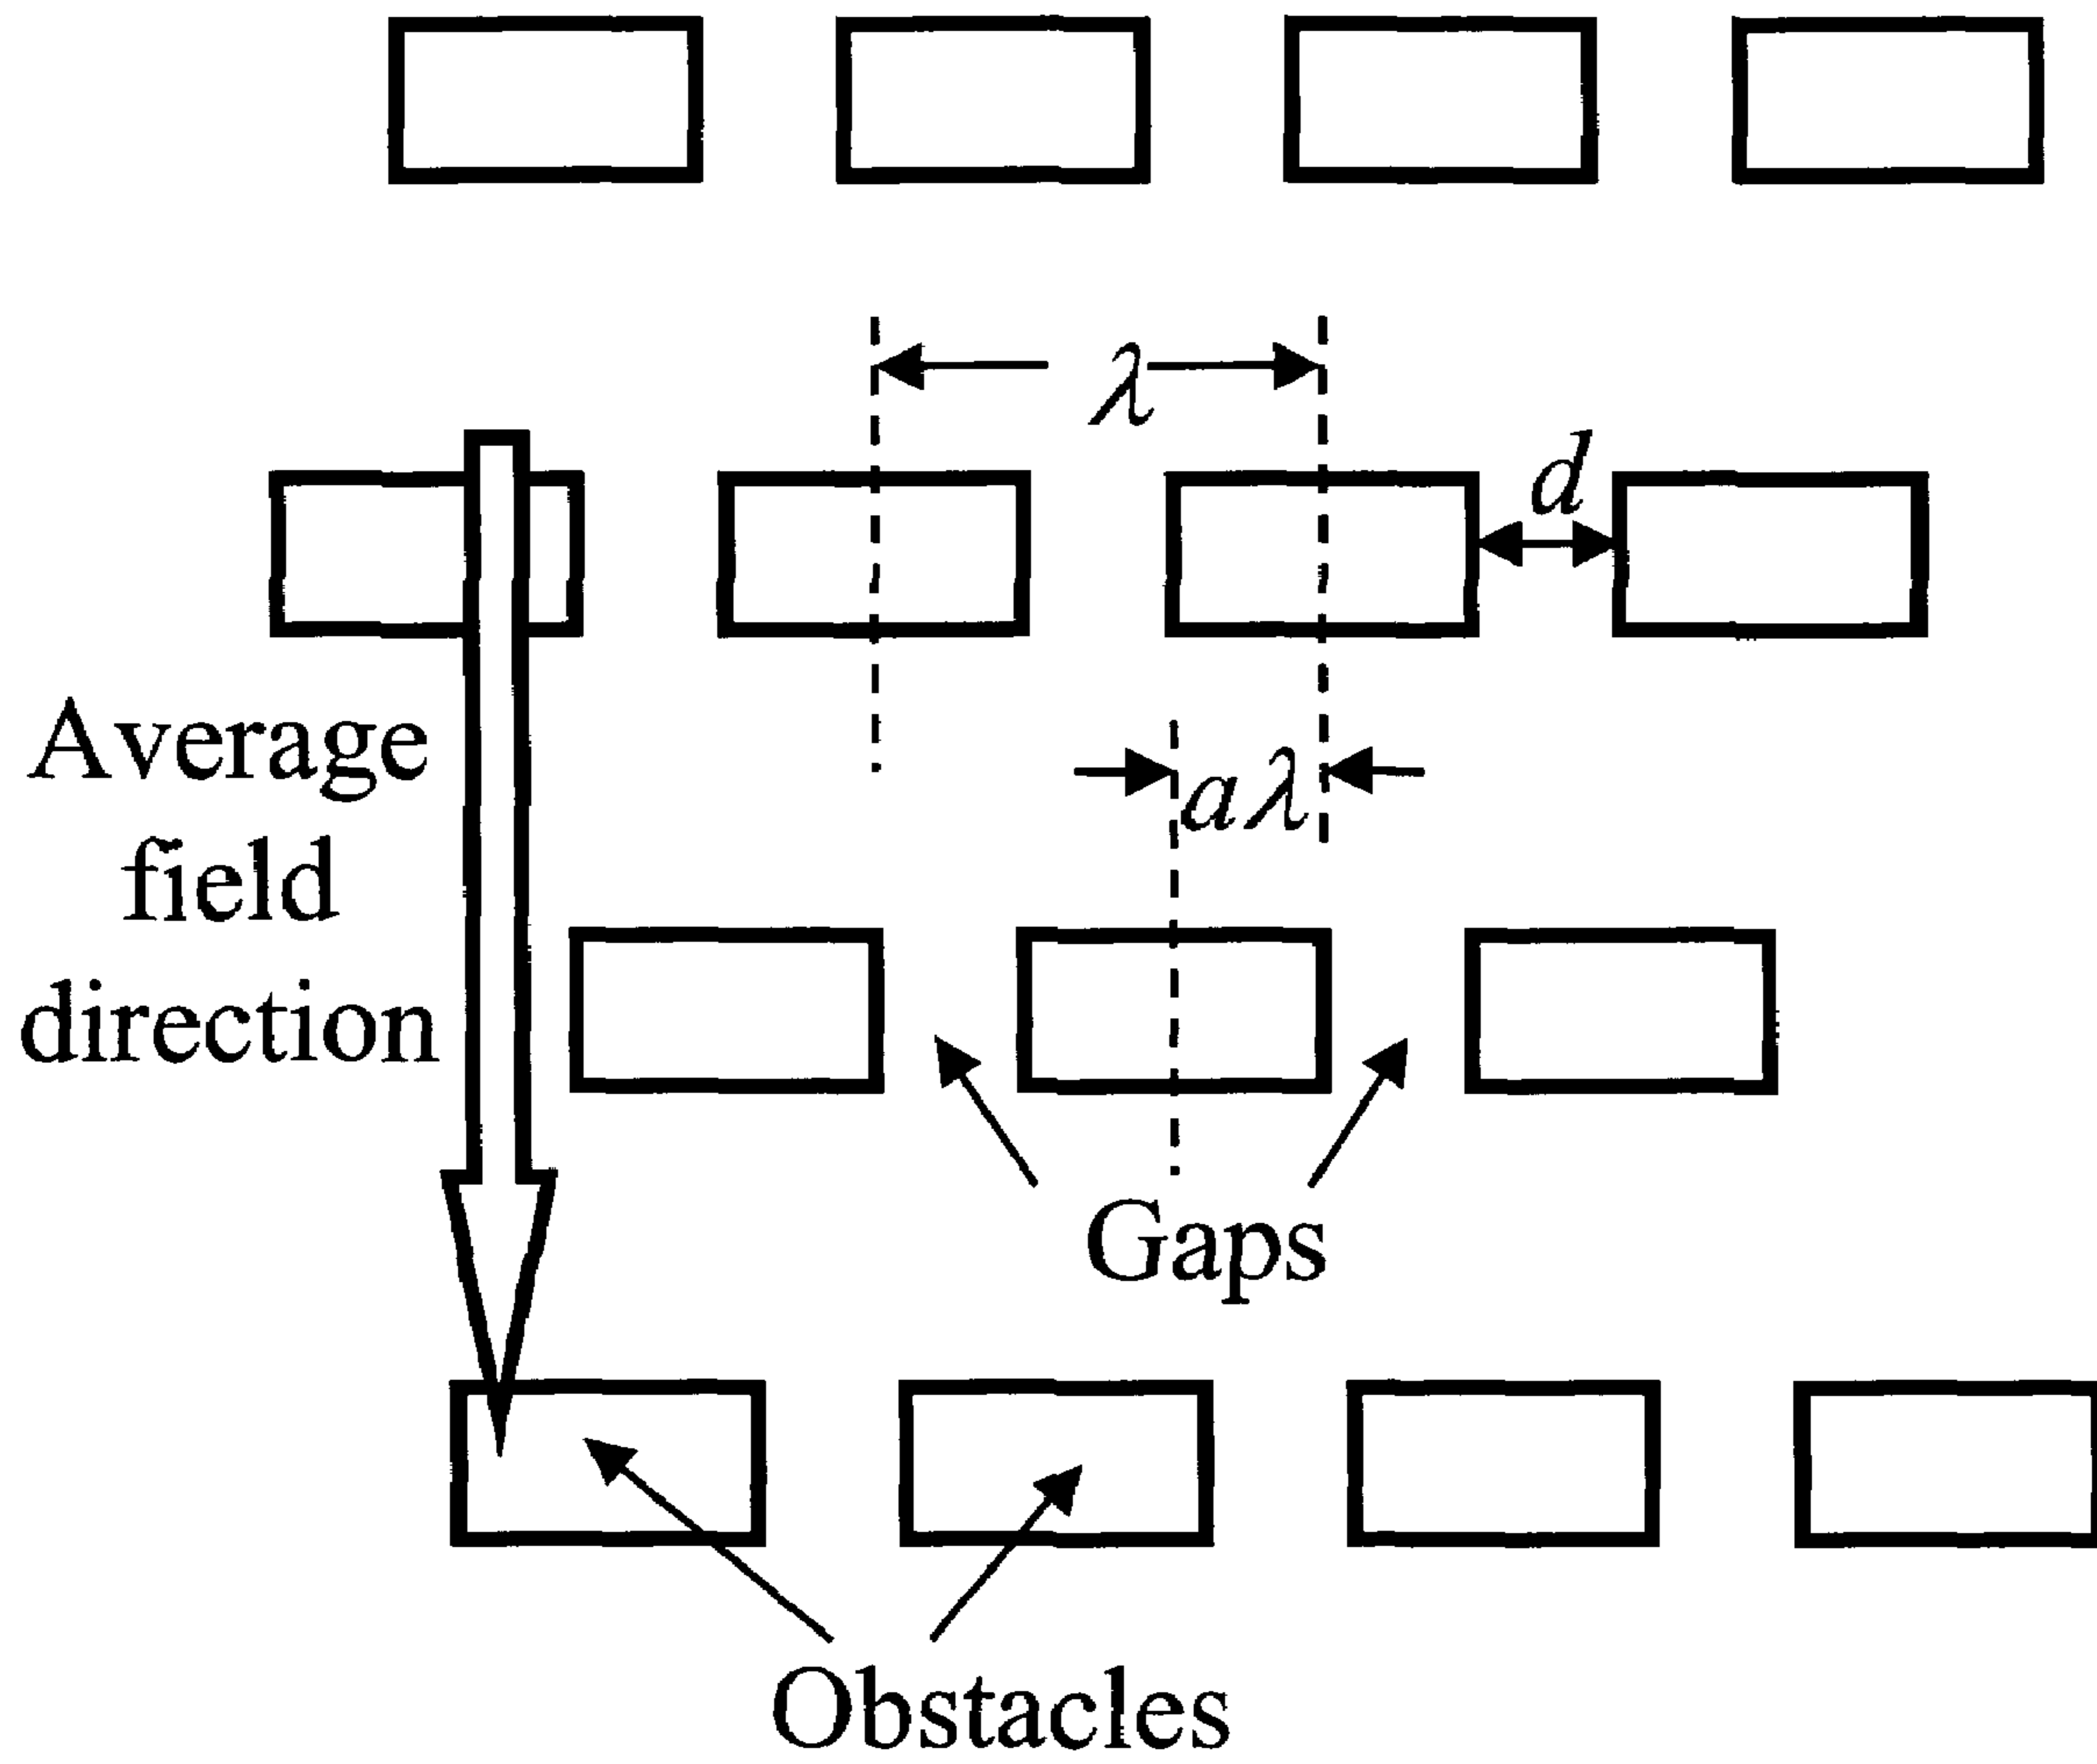 λ
d
Average
field
direction
aλ
Gaps
Obstacles